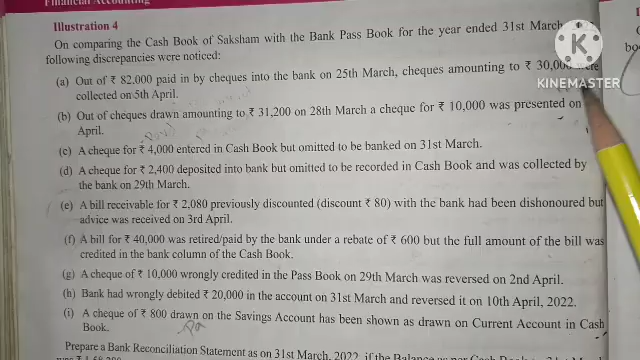 Financial Accounting
Illustration 4
On comparing the Cash Book of Saksham with the Bank Pass Book for the year ended 31st March
following discrepancies were noticed:
(a) Out of ₹ 82,000 paid in by cheques into the bank on 25th March, cheques amounting to ₹ 30,000 were
collected on 5th April.
(b) Out of cheques drawn amounting to ₹ 31,200 on 28th March a cheque for ₹ 10,000 was presented on
April.
(c) A cheque for ₹ 4,000 entered in Cash Book but omitted to be banked on 31st March.
(d) A cheque for ₹ 2,400 deposited into bank but omitted to be recorded in Cash Book and was collected by
the bank on 29th March.
(e) A bill receivable for ₹ 2,080 previously discounted (discount ₹ 80) with the bank had been dishonoured but
advice was received on 3rd April.
(f) A bill for ₹ 40,000 was retired/paid by the bank under a rebate of ₹ 600 but the full amount of the bill was
credited in the bank column of the Cash Book.
(g) A cheque of ₹ 10,000 wrongly credited in the Pass Book on 29th March was reversed on 2nd April.
(h) Bank had wrongly debited ₹ 20,000 in the account on 31st March and reversed it on 10th April, 2022.
(i) A cheque of ₹ 800 drawn on the Savings Account has been shown as drawn on Current Account in Cash
Book.
Prepare a Bank Reconciliation Statement as on 31st March, 2022, if the Balance as per Cash Book
KINEMASTER